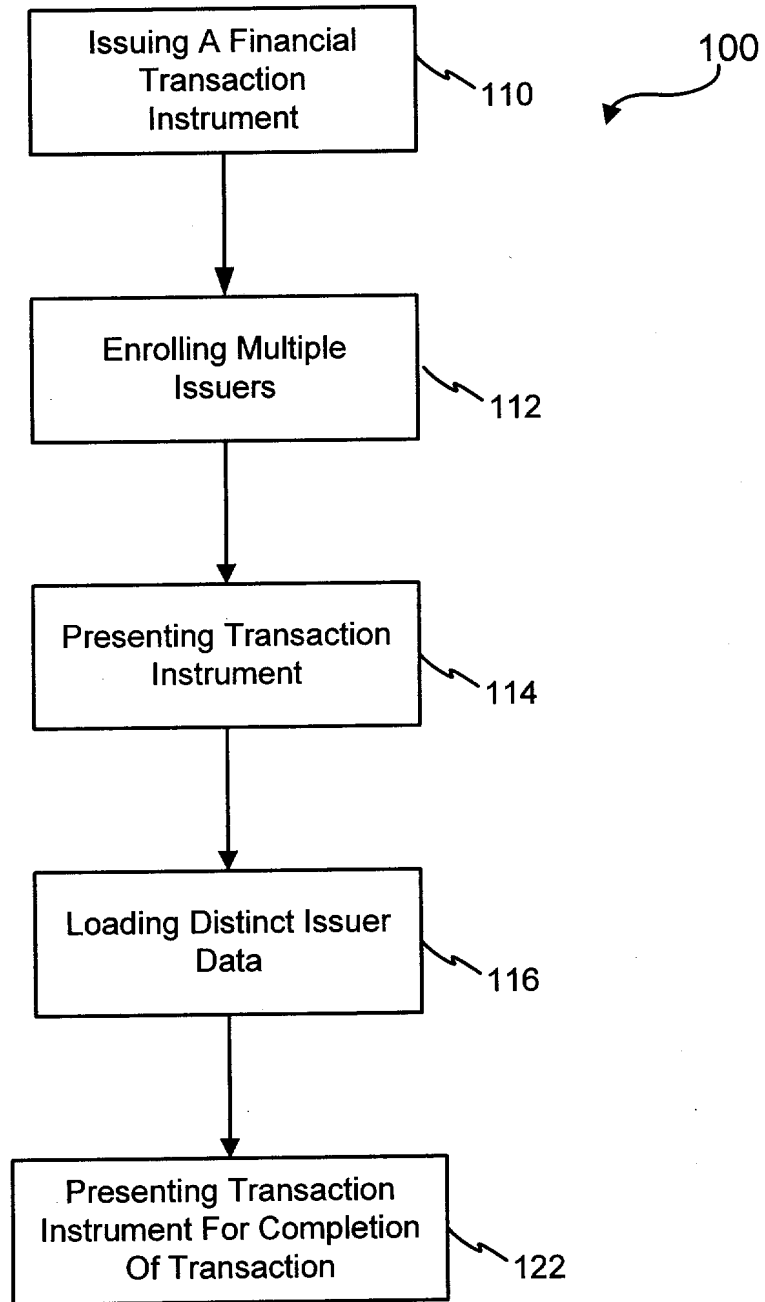 Issuing A Financial
Transaction
Instrument
110
100
Enrolling Multiple
Issuers
112
Presenting Transaction
Instrument
114
Loading Distinct Issuer
Data
116
Presenting Transaction
Instrument For Completion
Of Transaction
122